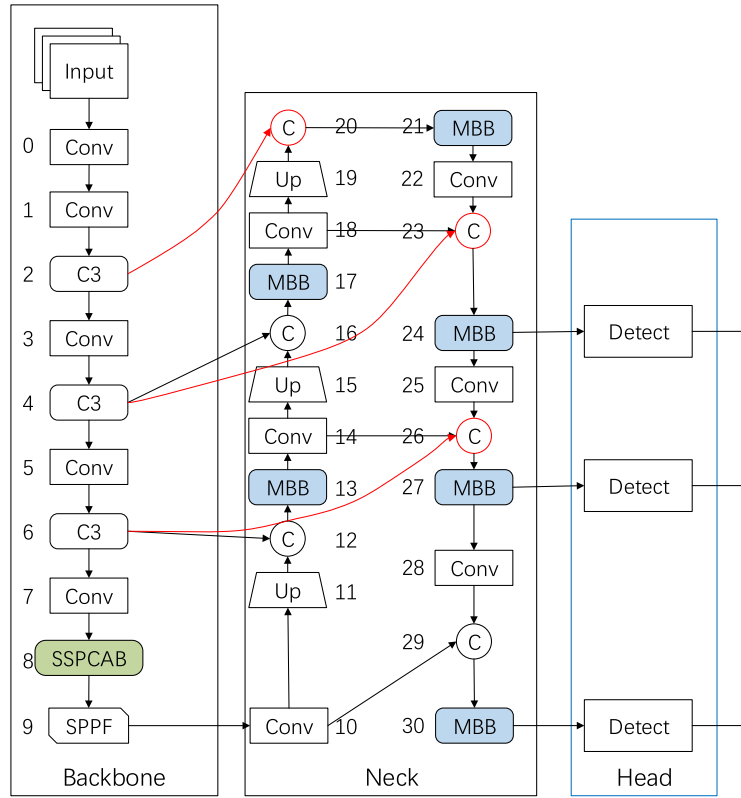 Input
0 Conv
1 Conv
2 C3
3 Conv
4 C3
5 Conv
6 C3
7 Conv
8 SSPCAB
9 SPPF
Backbone
C 20
Up 19
Conv 18
MBB 17
C 16
Up 15
Conv 14
MBB 13
C 12
Up 11
Conv 10
21 MBB
22 Conv
23 C
24 MBB
25 Conv
26 C
27 MBB
28 Conv
29 C
30 MBB
Neck
Detect
Detect
Detect
Head